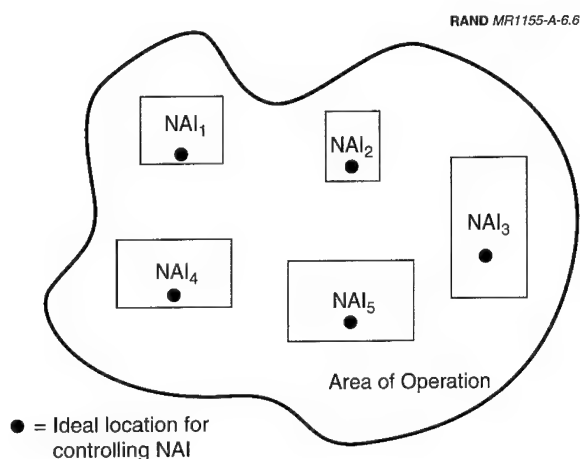 RAND MR1155-A-6.6
NAI₁
NAI₂
NAI₃
NAI₄
NAI₅
Area of Operation
● = Ideal location for
controlling NAI